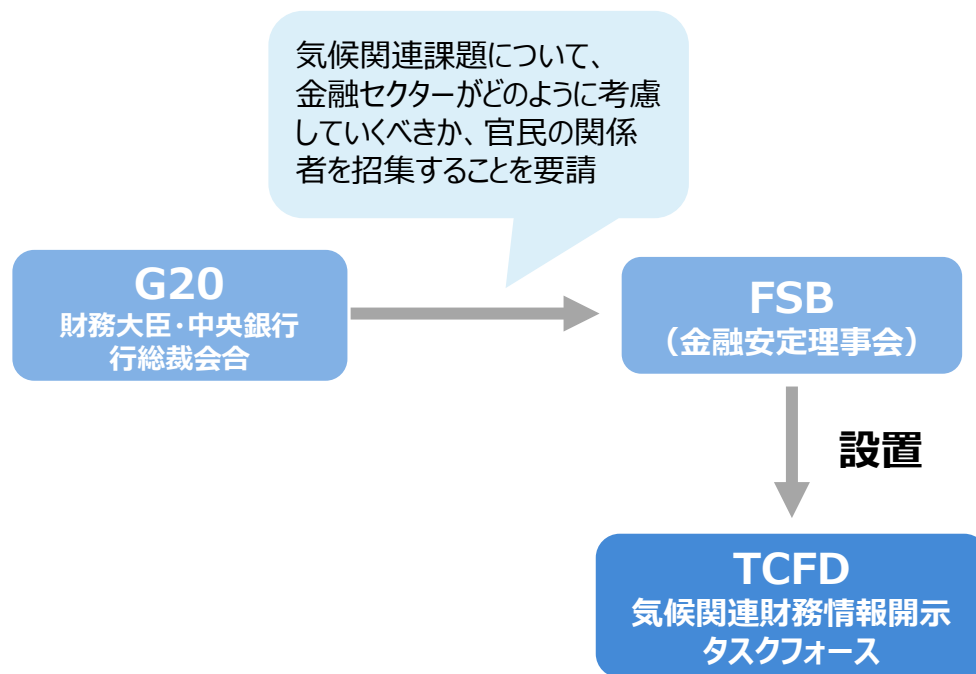 気候関連課題について、
金融セクターがどのように考慮
していくべきか、官民の関係
者を招集することを要請
G20
財務大臣・中央銀行
行総裁会合
FSB
（金融安定理事会）
設置
TCFD
気候関連財務情報開示
タスクフォース